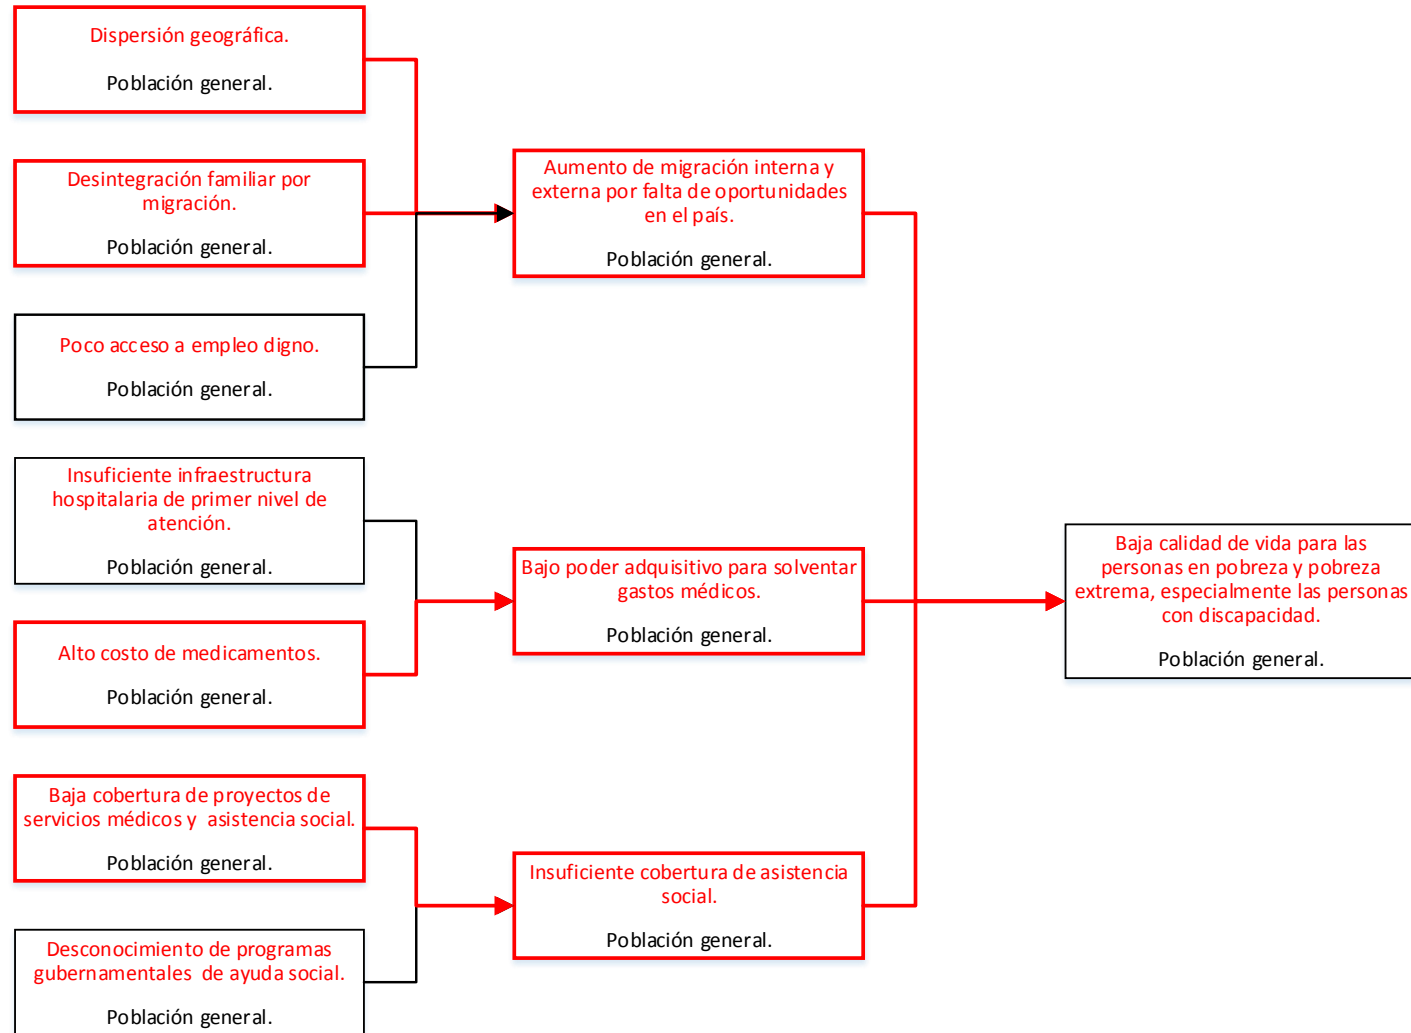 Dispersión geográfica.
Población general.
Desintegración familiar por
migración.
Población general.
Poco acceso a empleo digno.
Población general.
Insuficiente infraestructura
hospitalaria de primer nivel de
atención.
Población general.
Alto costo de medicamentos.
Población general.
Baja cobertura de proyectos de
servicios médicos y  asistencia social.
Población general.
Desconocimiento de programas
gubernamentales  de ayuda social.
Población general.
Aumento de migración interna y
externa por falta de oportunidades
en el país.
Población general.
Bajo poder adquisitivo para solventar
gastos médicos.
Población general.
Insuficiente cobertura de asistencia
social.
Población general.
Baja calidad de vida para las
personas en pobreza y pobreza
extrema, especialmente las personas
con discapacidad.
Población general.